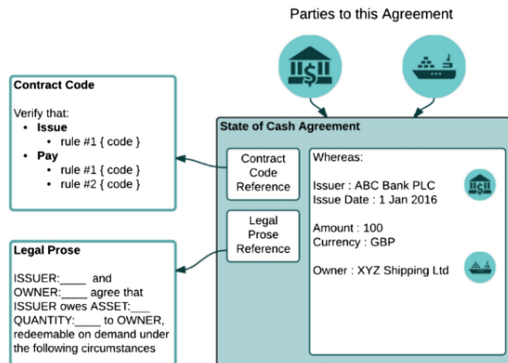 Parties to this Agreement
Contract Code
Verify that:
• Issue
• rule #1 { code }
• Pay
• rule #1 { code }
• rule #2 { code }
State of Cash Agreement
Contract
Code
Reference
Legal
Prose
Reference
Whereas:
Issuer : ABC Bank PLC
Issue Date : 1 Jan 2016
Amount : 100
Currency : GBP
Owner : XYZ Shipping Ltd
Legal Prose
ISSUER:____ and
OWNER:____ agree that
ISSUER owes ASSET:___
QUANTITY:____ to OWNER,
redeemable on demand under
the following circumstances